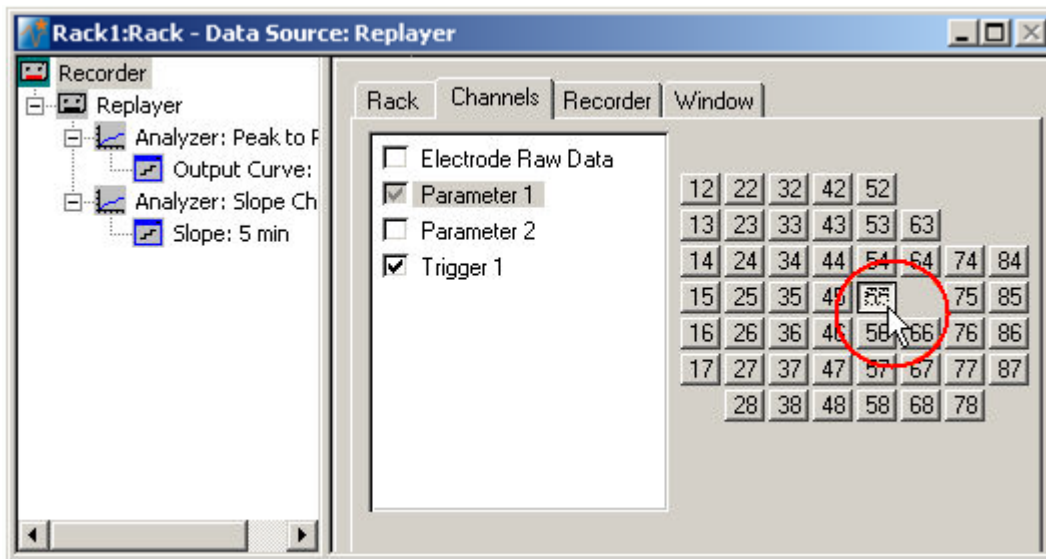 Rack1:Rack - Data Source: Replayer
Recorder
Replayer
Analyzer: Peak to
Output Curve:
Analyzer: Slope Ch
Slope: 5 min
Rack Channels Recorder Window
Electrode Raw Data
Parameter 1
Parameter 2
Trigger 1
12 22 32 42 52
13 23 33 43 53 63
14 24 34 44 54 64 74 84
15 25 35 45 55 75 85
16 26 36 46 56 66 76 86
17 27 37 47 57 67 77 87
28 38 48 58 68 78